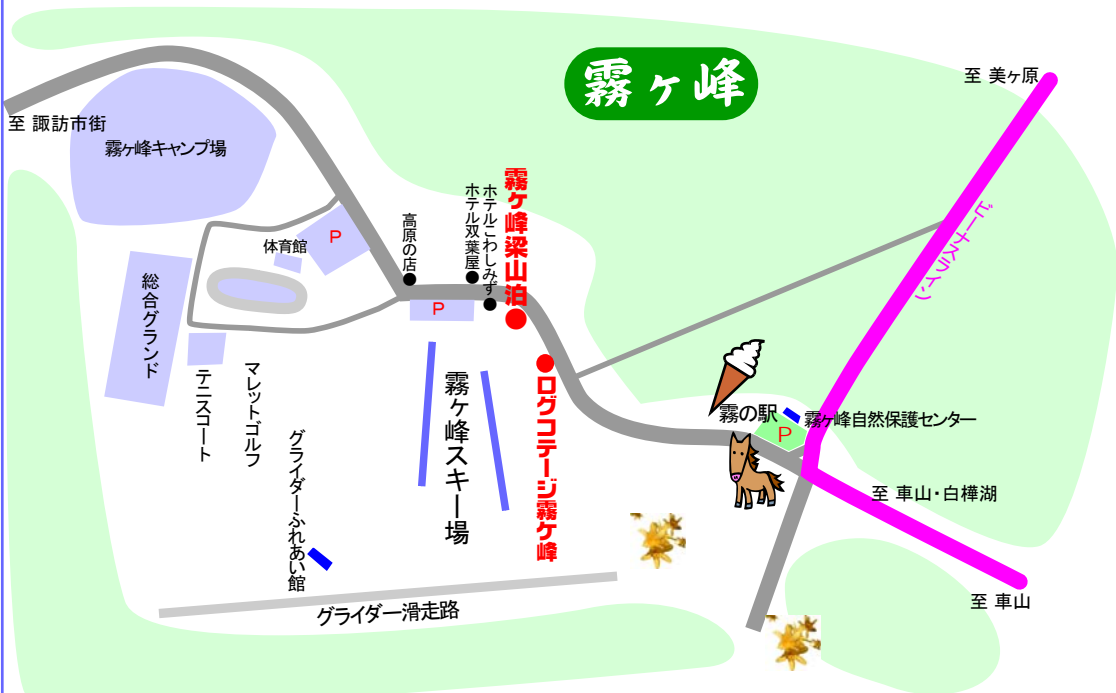 霧ヶ峰
至 美ヶ原
至 諏訪市街
霧ケ峰キャンプ場
霧ヶ峰梁山泊
ホテルこわしみず
ホテル双葉屋
高原の店
ビーナスライン
体育館
P
P
総合グランド
テニスコート
マレットゴルフ
グライダーふれあい館
霧ヶ峰スキー場
ログコテージ霧ヶ峰
霧の駅
P
霧ヶ峰自然保護センター
至 車山・白樺湖
至 車山
グライダー滑走路